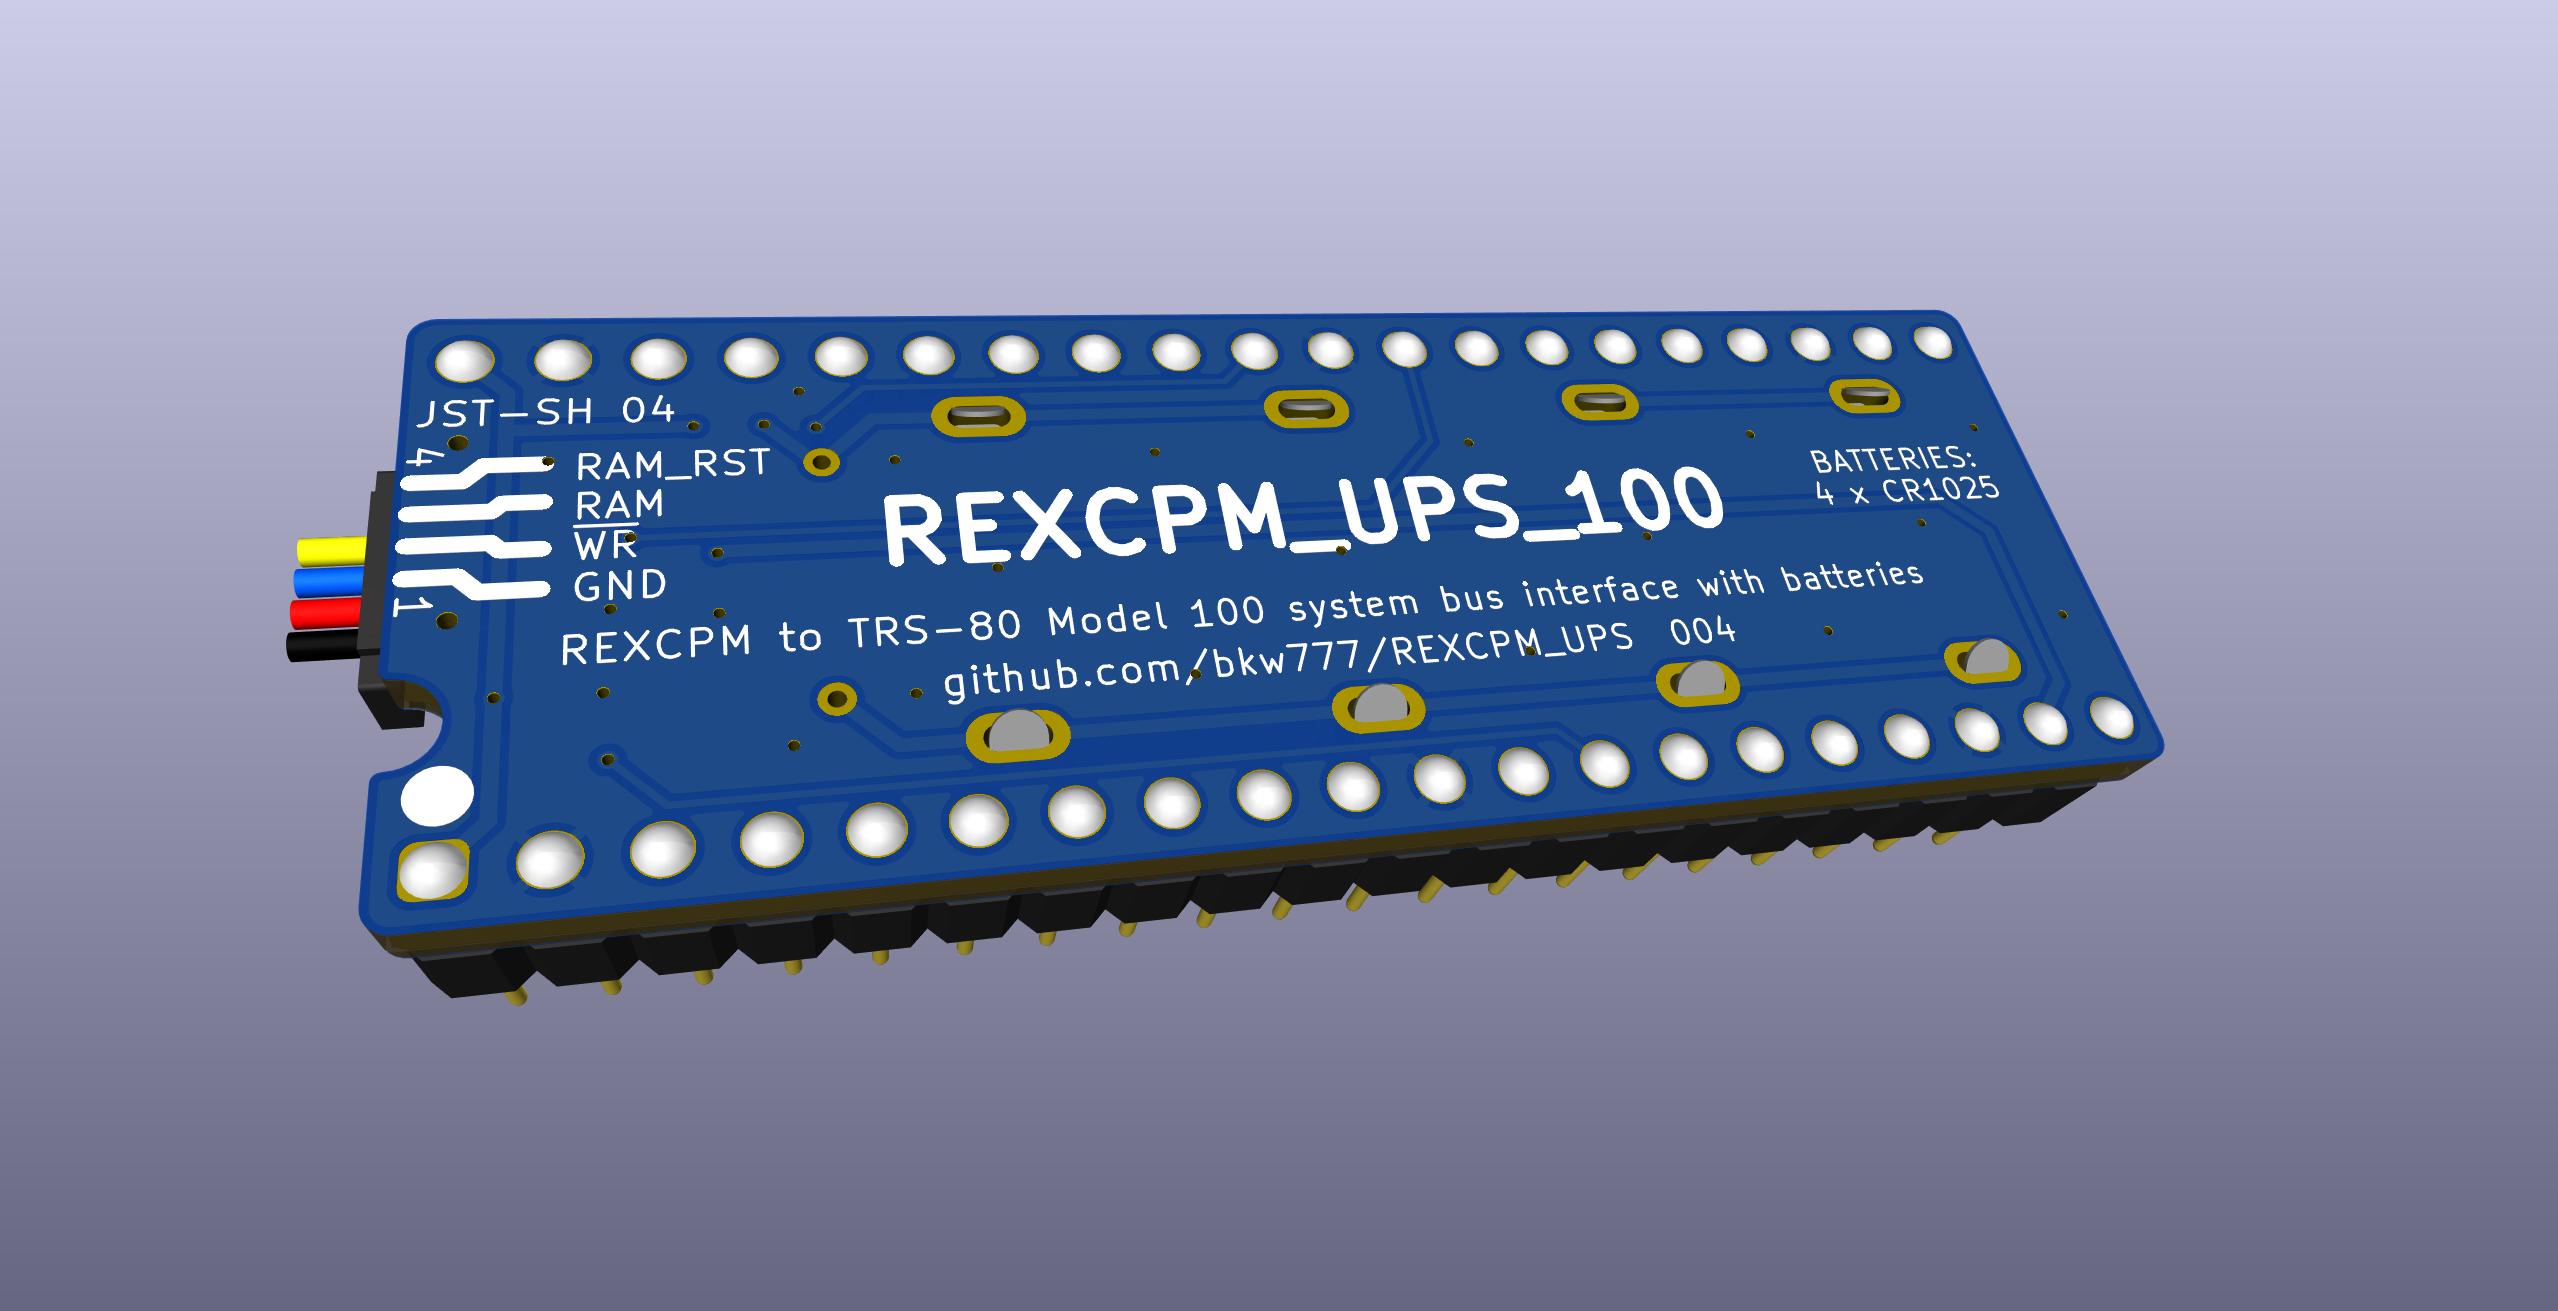 JST-SH 04
4
RAM_RST
RAM
W̅R̅
GND
1
REXCPM_UPS_100
BATTERIES:
4 x CR1025
REXCPM to TRS-80 Model 100 system bus interface with batteries
github.com/bkw777/REXCPM_UPS 004